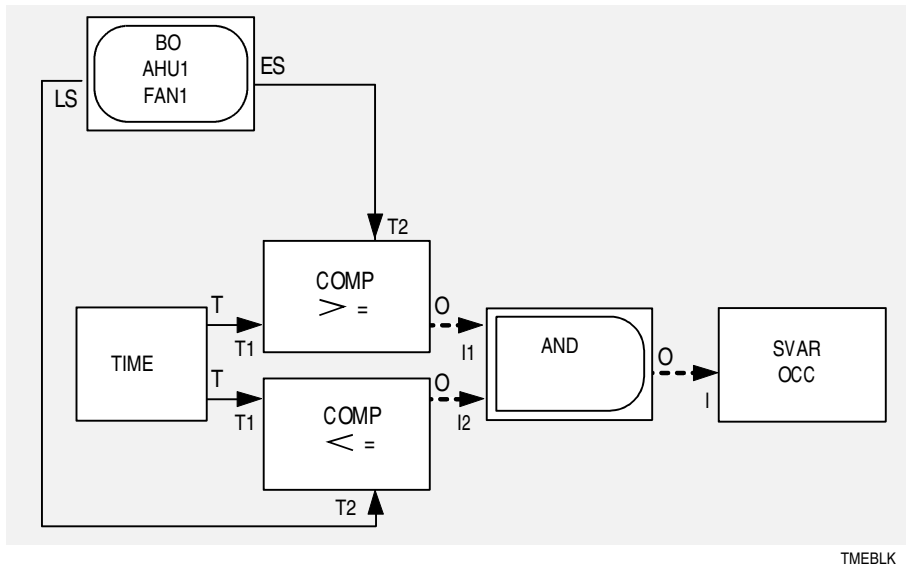 BO
AHU1
FAN1
ES
LS
T2
COMP
> =
T
T1
O
I1
TIME
AND
O
SVAR
OCC
I
T
T1
COMP
< =
O
I2
T2
TMEBLK